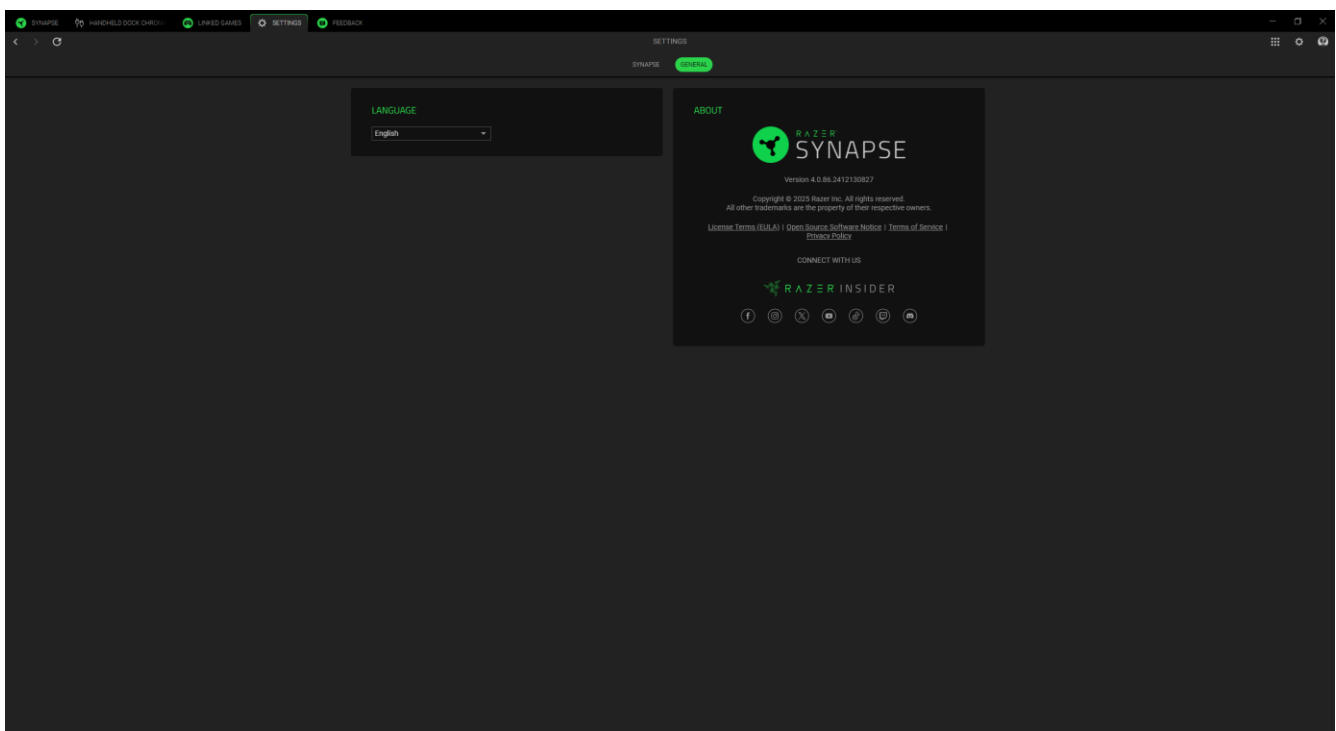 SYNAPSE
HANDHELD DOCK CHROM
LINKED GAMES
SETTINGS
FEEDBACK
SETTINGS
SYNAPSE
GENERAL
LANGUAGE
English
ABOUT
RAZER
SYNAPSE
Version 4.0.86.2412130827
Copyright © 2025 Razer Inc. All rights reserved.
All other trademarks are the property of their respective owners.
License Terms (EULA) | Open Source Software Notice | Terms of Service |
Privacy Policy
CONNECT WITH US
RAZER INSIDER